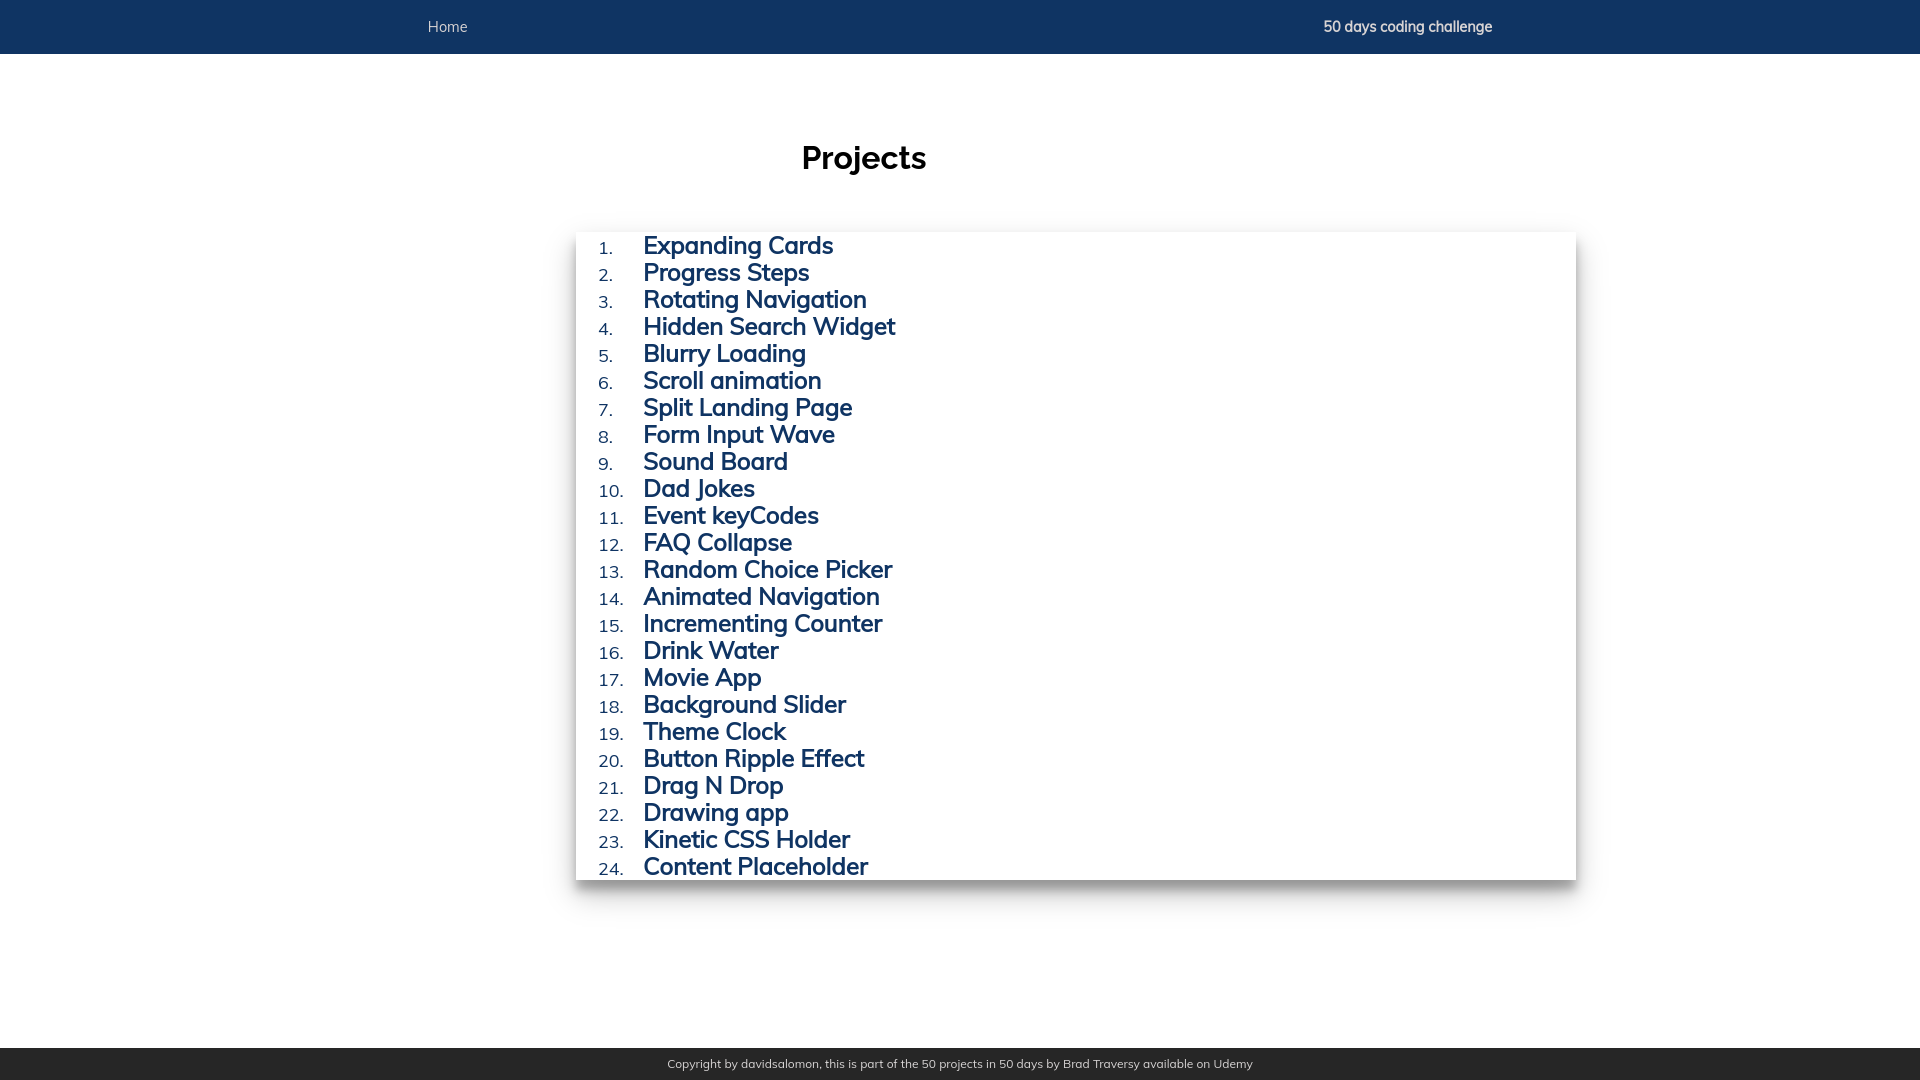 Home
50 days coding challenge
Projects
1. Expanding Cards
2. Progress Steps
3. Rotating Navigation
4. Hidden Search Widget
5. Blurry Loading
6. Scroll animation
7. Split Landing Page
8. Form Input Wave
9. Sound Board
10. Dad Jokes
11. Event keyCodes
12. FAQ Collapse
13. Random Choice Picker
14. Animated Navigation
15. Incrementing Counter
16. Drink Water
17. Movie App
18. Background Slider
19. Theme Clock
20. Button Ripple Effect
21. Drag N Drop
22. Drawing app
23. Kinetic CSS Holder
24. Content Placeholder
Copyright by davidsalomon, this is part of the 50 projects in 50 days by Brad Traversy available on Udemy